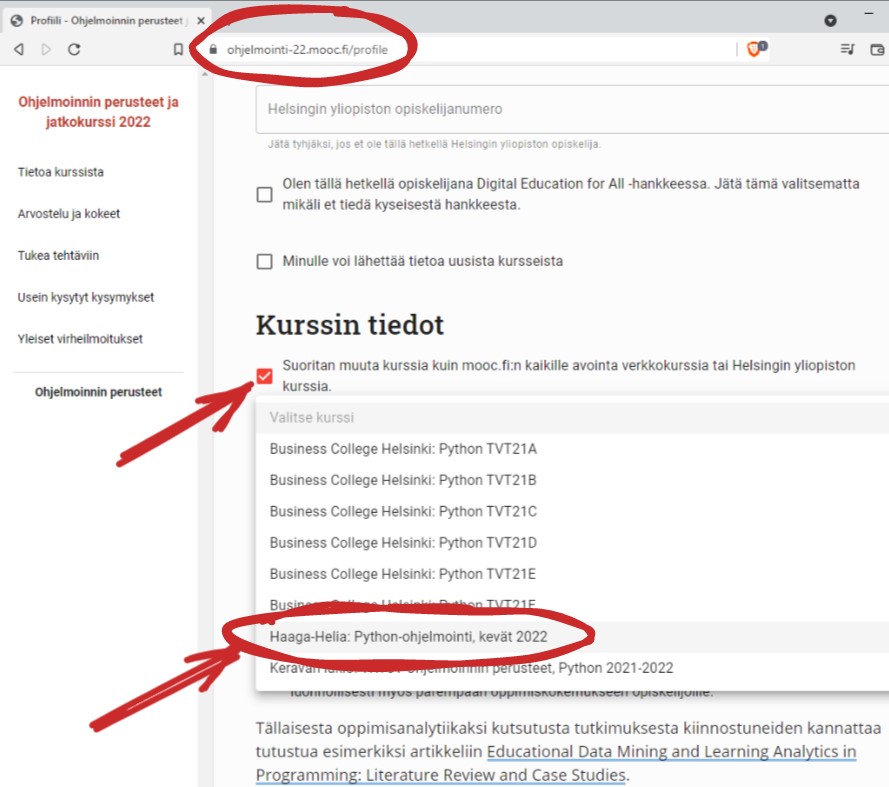 Profiili - Ohjelmoinnin perusteet j
ohjelmointi-22.mooc.fi/profile
1
Ohjelmoinnin perusteet ja
jatkokurssi 2022
Tietoa kurssista
Arvostelu ja kokeet
Tukea tehtäviin
Usein kysytyt kysymykset
Yleiset virheilmoitukset
Ohjelmoinnin perusteet
Helsingin yliopiston opiskelijanumero
Jätä tyhjäksi, jos et ole tällä hetkellä Helsingin yliopiston opiskelija.
Olen tällä hetkellä opiskelijana Digital Education for All -hankkeessa. Jätä tämä valitsematta
mikäli et tiedä kyseisestä hankkeesta.
Minulle voi lähettää tietoa uusista kursseista
Kurssin tiedot
Suoritan muuta kurssia kuin mooc.fi:n kaikille avointa verkkokurssia tai Helsingin yliopiston
kurssia.
Valitse kurssi
Business College Helsinki: Python TVT21A
Business College Helsinki: Python TVT21B
Business College Helsinki: Python TVT21C
Business College Helsinki: Python TVT21D
Business College Helsinki: Python TVT21E
Business College Helsinki: Python TVT21F
Haaga-Helia: Python-ohjelmointi, kevät 2022
Keravan ohjelmoinnin perusteet, Python 2021-2022
luonnollisesti myös parempaan oppimiskokemukseen opiskelijoille.
Tällaisesta oppimisanalytiikaksi kutsutusta tutkimuksesta kiinnostuneiden kannattaa
tutustua esimerkiksi artikkeliin Educational Data Mining and Learning Analytics in
Programming: Literature Review and Case Studies.